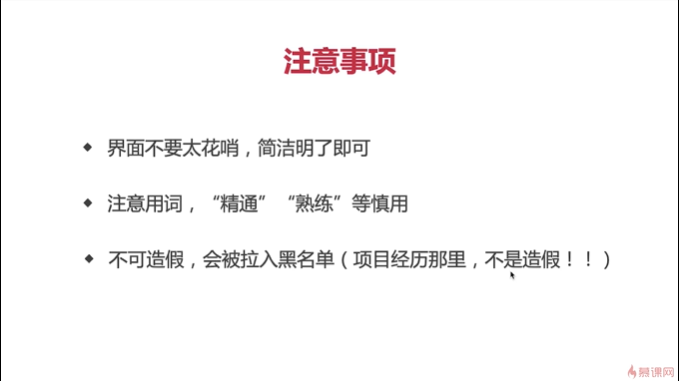 注意事项
◆ 界面不要太花哨，简洁明了即可
◆ 注意用词，“精通”“熟练”等慎用
◆ 不可造假，会被拉入黑名单（项目经历那里，不是造假！！）
慕课网